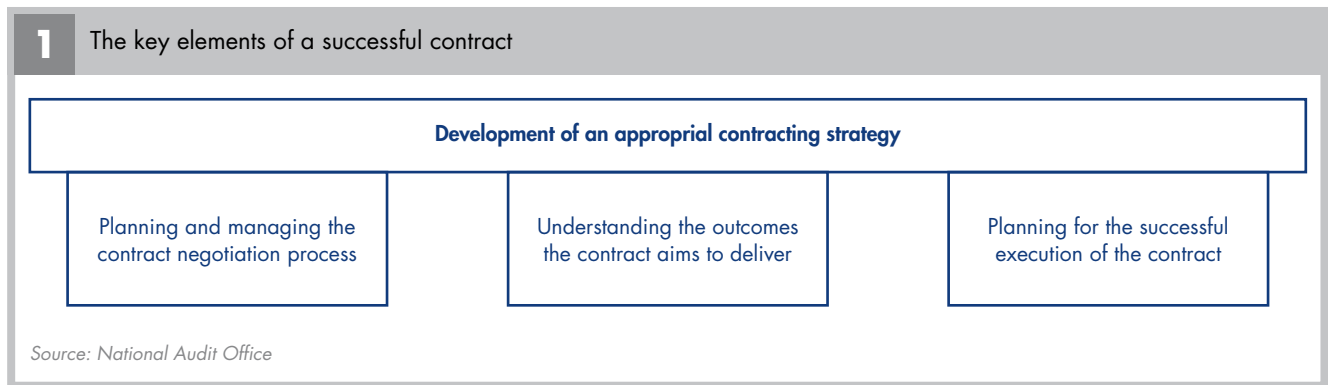 1
The key elements of a successful contract
Development of an approprial contracting strategy
Planning and managing the
contract negotiation process
Understanding the outcomes
the contract aims to deliver
Planning for the successful
execution of the contract
Source: National Audit Office